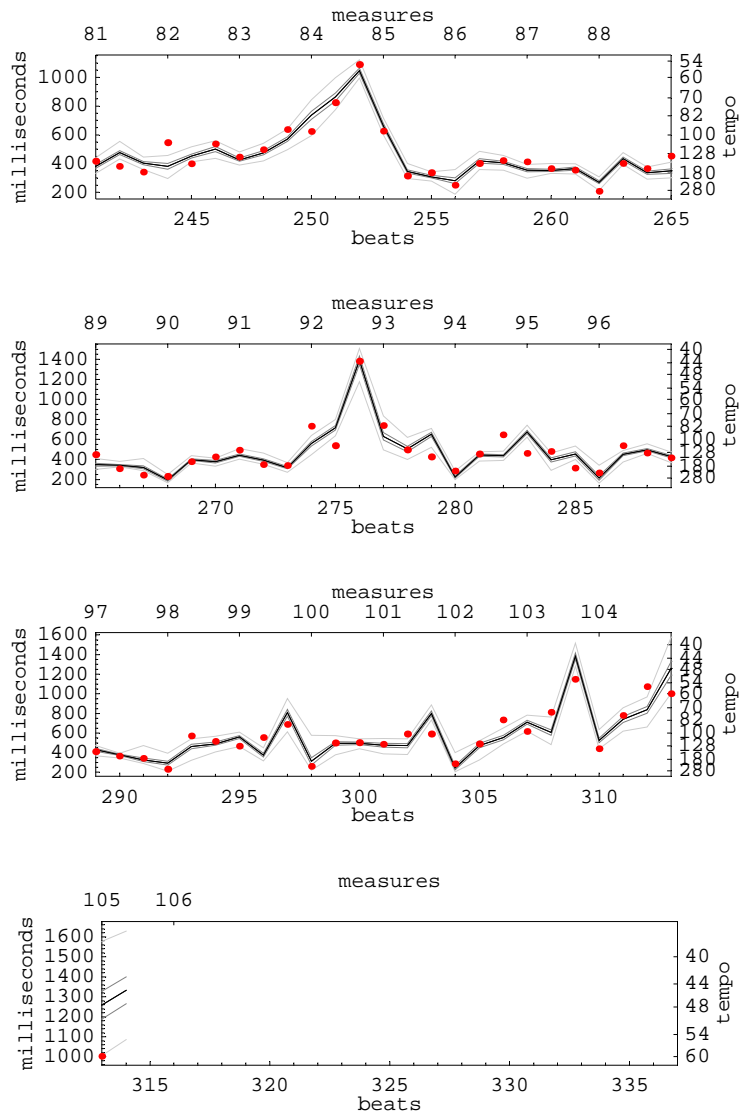 measures
81 82 83 84 85 86 87 88
milliseconds
1000
800
600
400
200
54
60
70
82
100
128
180
280
tempo
245 250 255 260 265
beats
measures
89 90 91 92 93 94 95 96
milliseconds
1400
1200
1000
800
600
400
200
40
44
48
54
60
70
82
100
128
180
280
tempo
270 275 280 285
beats
measures
97 98 99 100 101 102 103 104
milliseconds
1600
1400
1200
1000
800
600
400
200
40
44
48
54
60
70
82
100
128
180
280
tempo
290 295 300 305 310
beats
measures
105 106
milliseconds
1600
1500
1400
1300
1200
1100
1000
40
44
48
54
60
tempo
315 320 325 330 335
beats